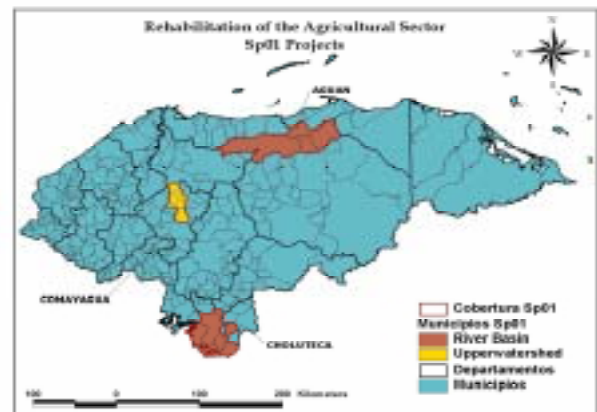 Rehabilitation of the Agricultural Sector
Sp01 Projects
N
AGUAN
COMAYAGUA
CHOLUTECA
Cobertura Sp01
Municipios Sp01
River Basin
Upperwatershed
Departamentos
Municipios
100 0 100 200 Kilometers